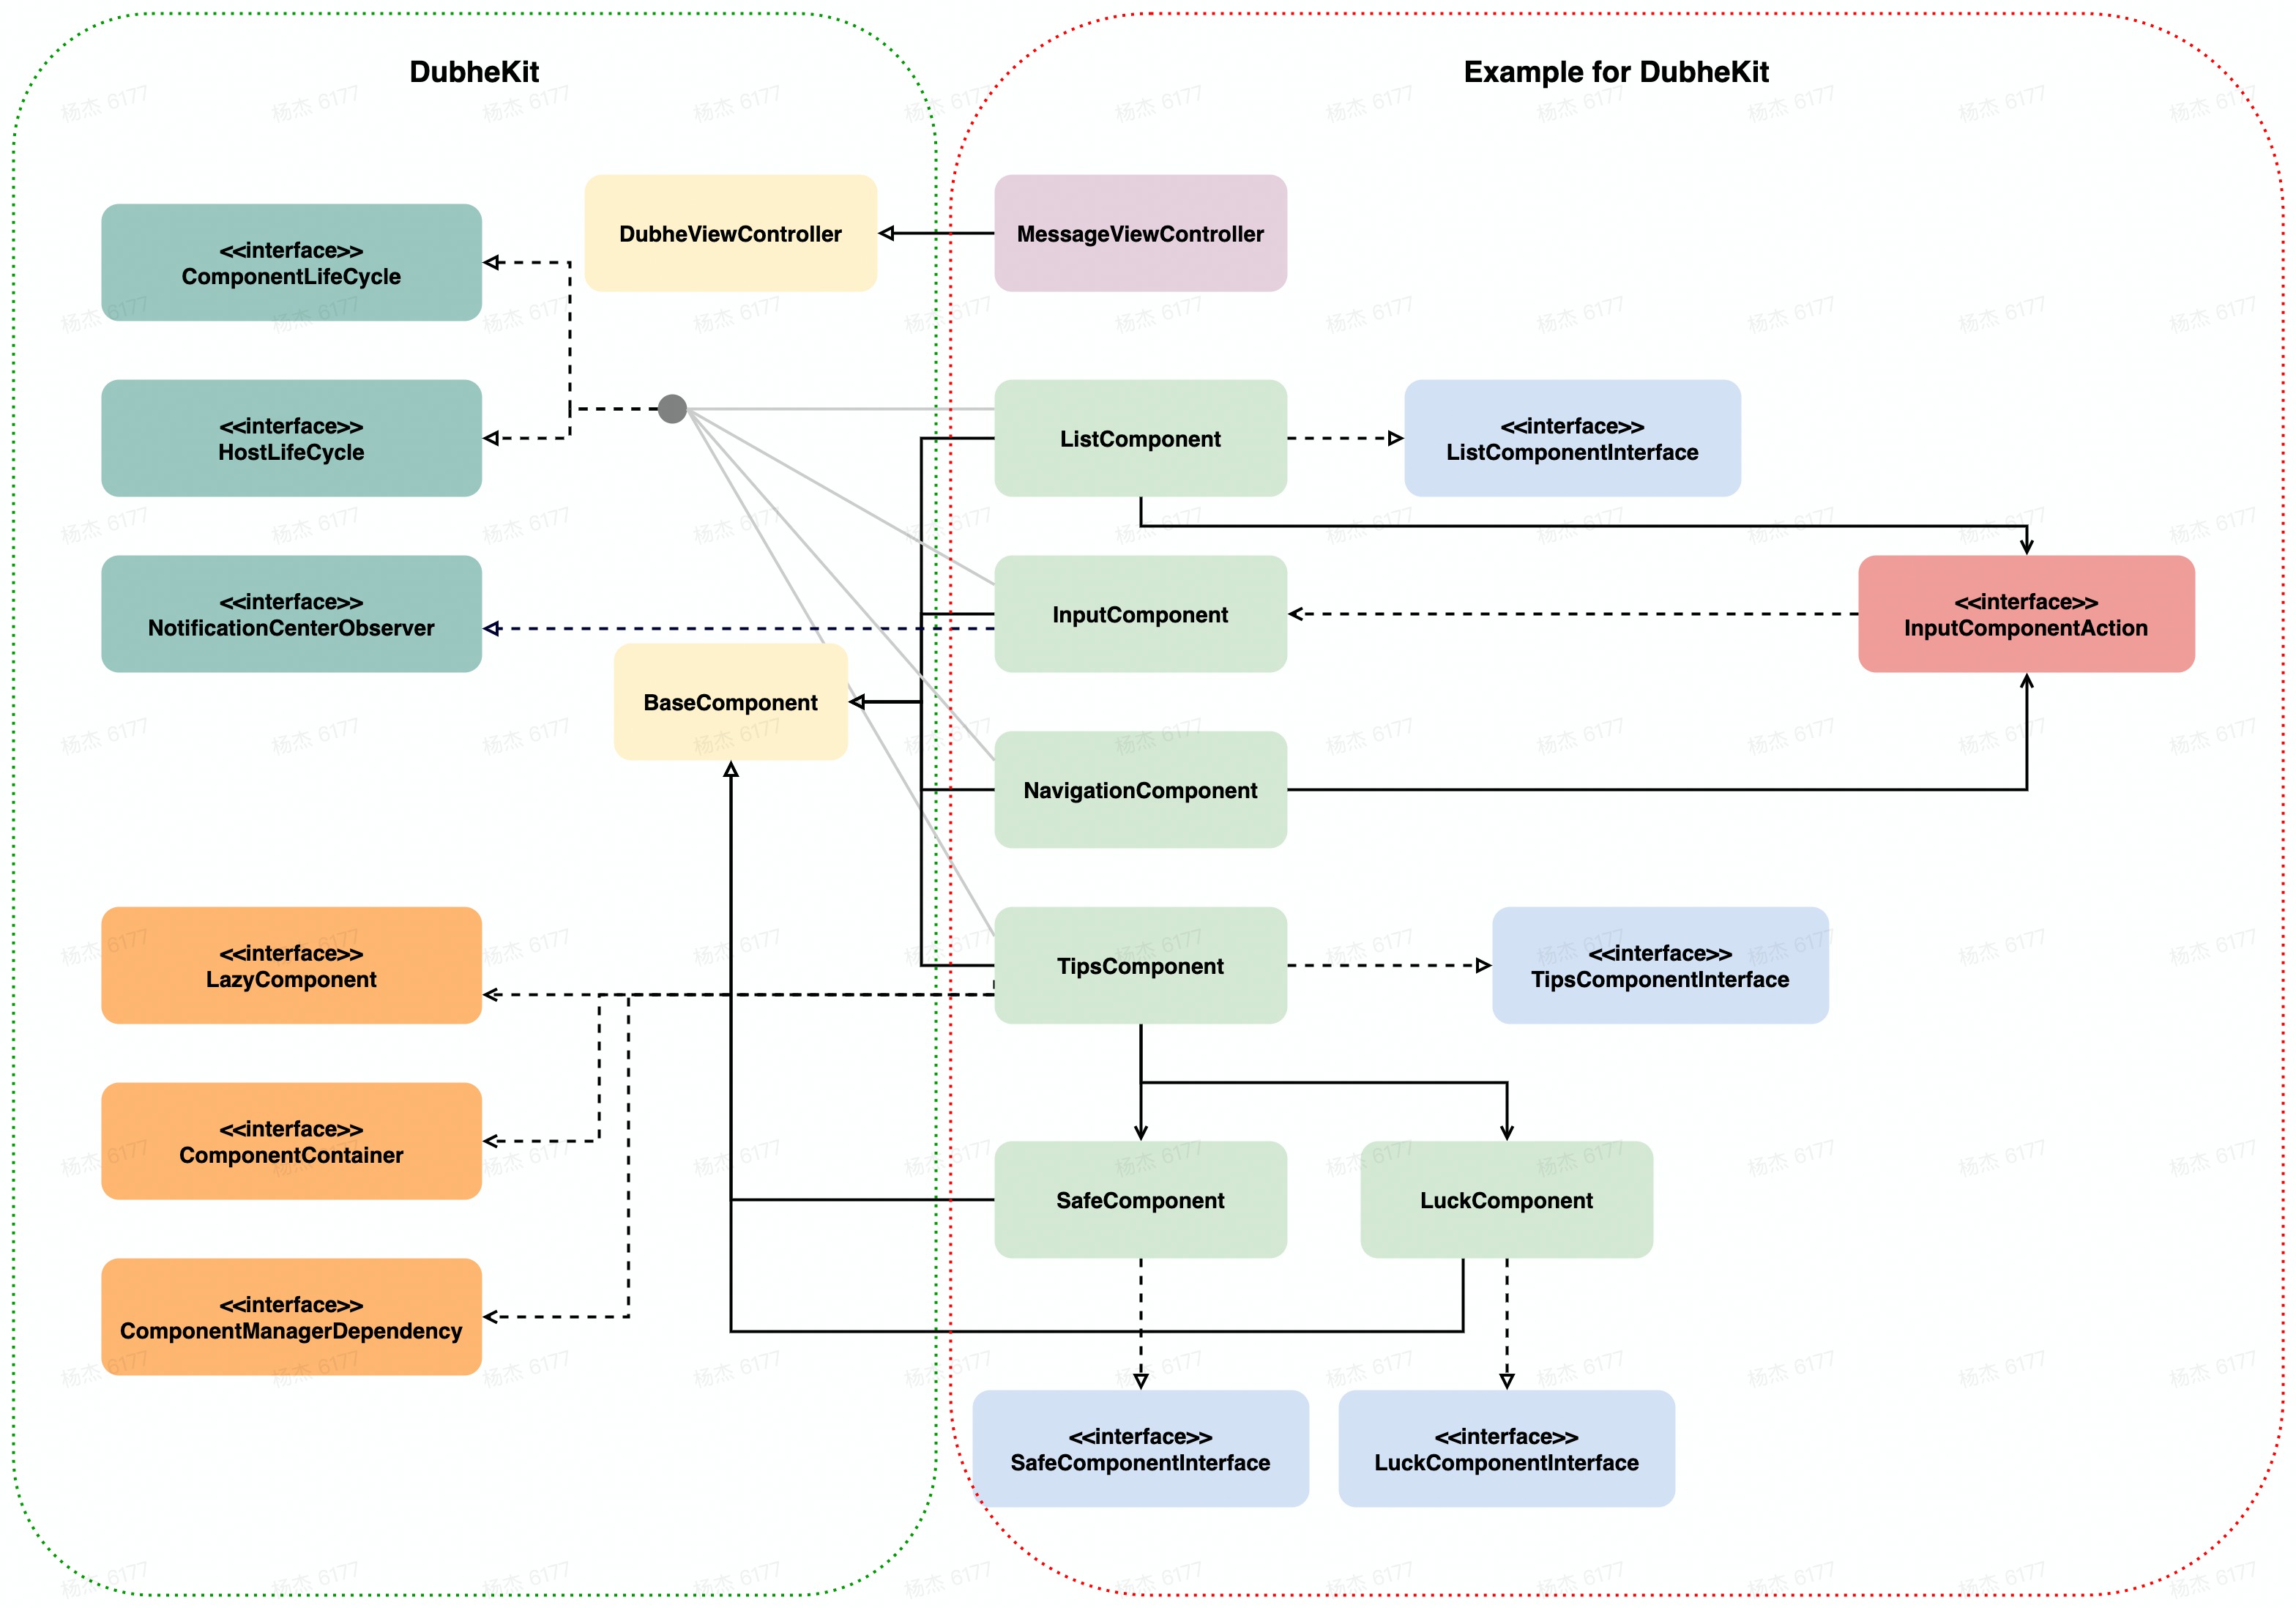 DubheKit
Example for DubheKit
DubheViewController
MessageViewController
<<interface>>
ComponentLifeCycle
<<interface>>
HostLifeCycle
ListComponent
<<interface>>
ListComponentInterface
<<interface>>
NotificationCenterObserver
InputComponent
<<interface>>
InputComponentAction
BaseComponent
NavigationComponent
<<interface>>
LazyComponent
TipsComponent
<<interface>>
TipsComponentInterface
<<interface>>
ComponentContainer
SafeComponent
LuckComponent
<<interface>>
ComponentManagerDependency
<<interface>>
SafeComponentInterface
<<interface>>
LuckComponentInterface
杨杰 6177